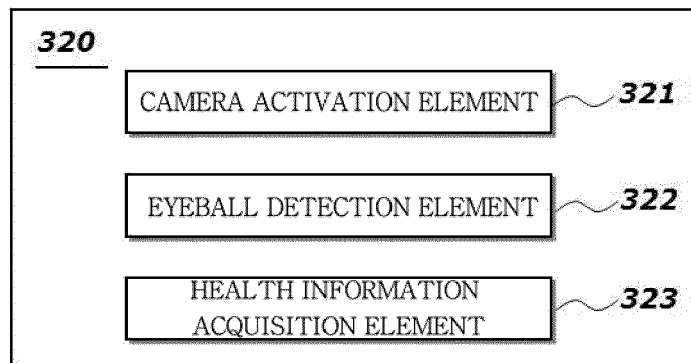 320
CAMERA ACTIVATION ELEMENT 321
EYEBALL DETECTION ELEMENT 322
HEALTH INFORMATION
ACQUISITION ELEMENT 323